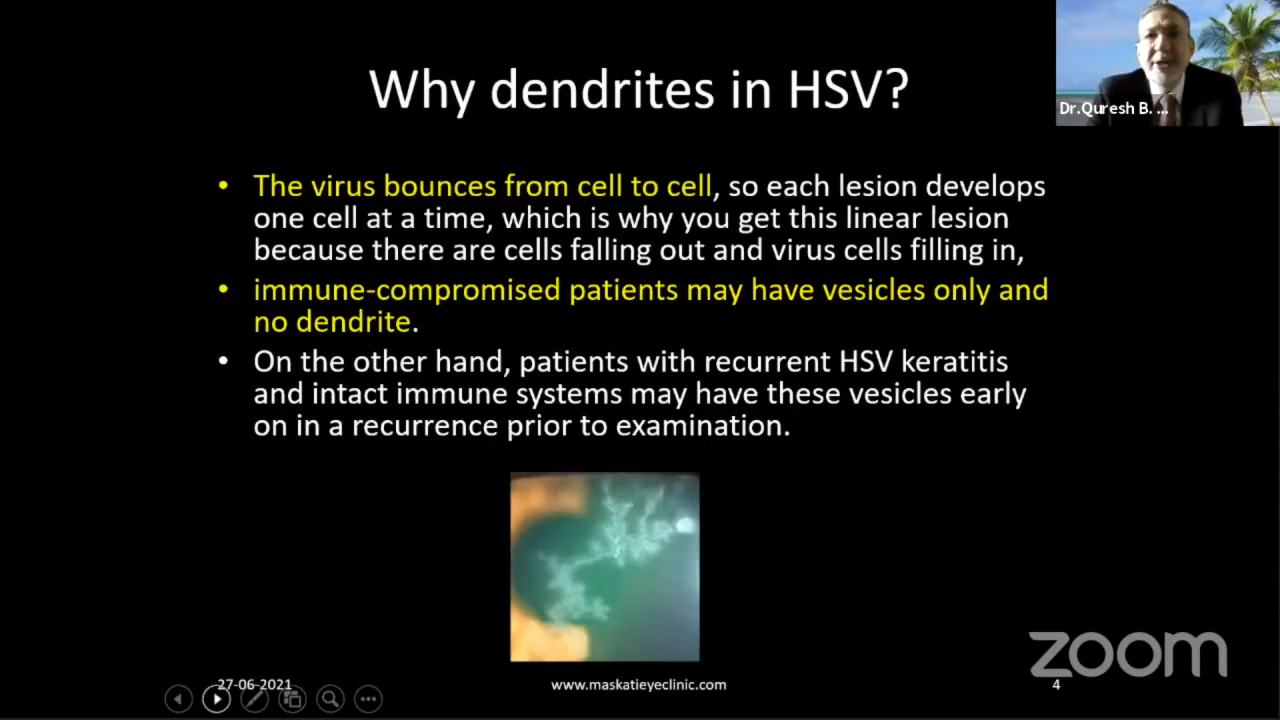 Why dendrites in HSV?
Dr.Quresh B. ...
• The virus bounces from cell to cell, so each lesion develops
one cell at a time, which is why you get this linear lesion
because there are cells falling out and virus cells filling in,
• immune-compromised patients may have vesicles only and
no dendrite.
• On the other hand, patients with recurrent HSV keratitis
and intact immune systems may have these vesicles early
on in a recurrence prior to examination.
zoom
27-06-2021
www.maskatieyeclinic.com
4